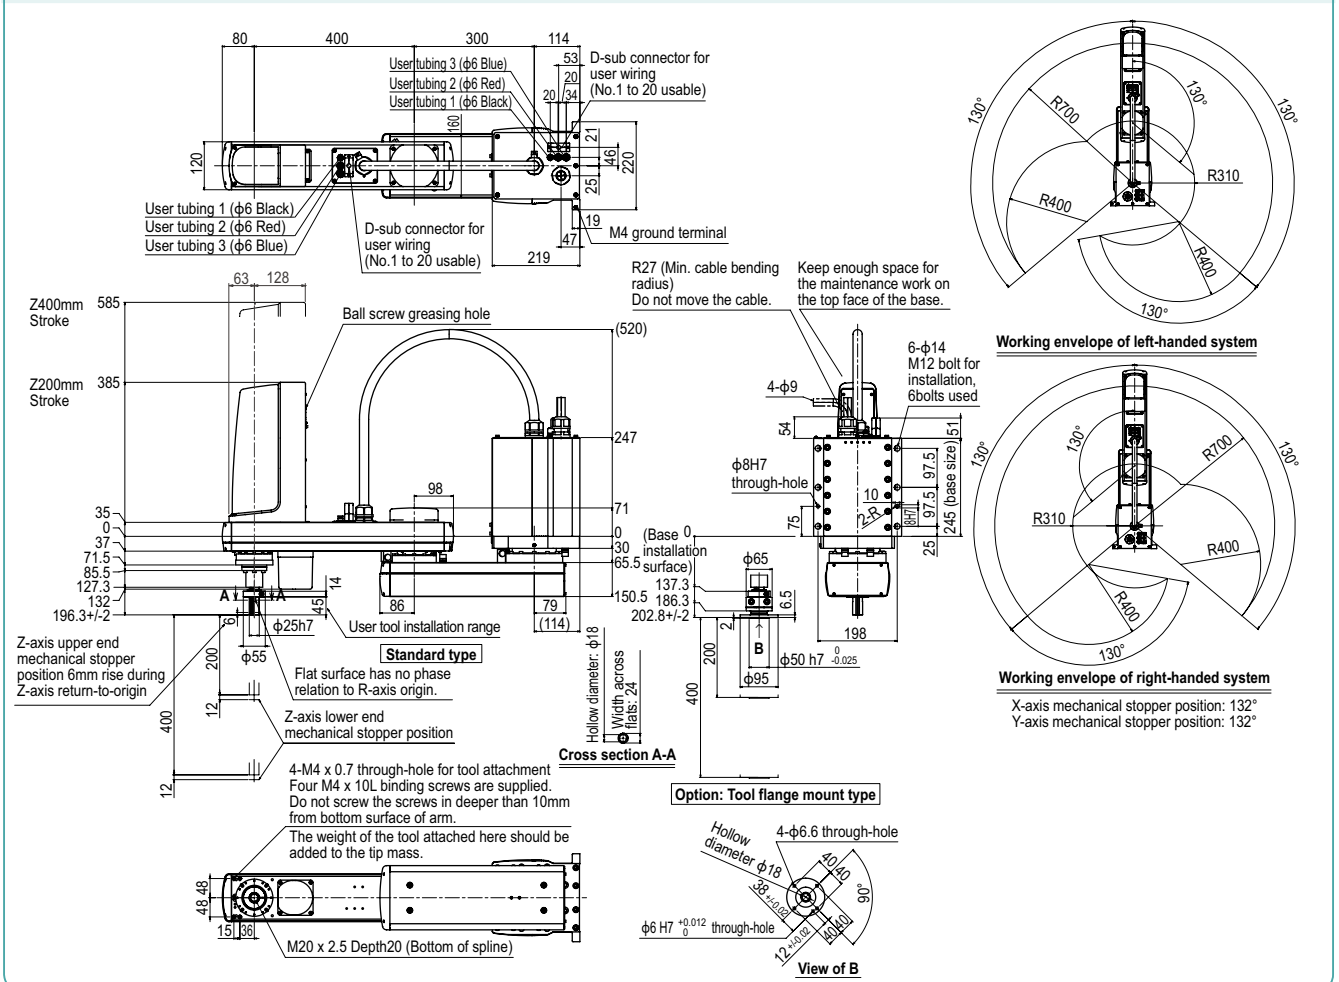 80
400
300
114
53
20
20
34
User tubing 3 (ϕ6 Blue)
User tubing 2 (ϕ6 Red)
User tubing 1 (ϕ6 Black)
D-sub connector for
user wiring
(No.1 to 20 usable)
160
21
46
25
220
120
19
47
219
User tubing 1 (ϕ6 Black)
User tubing 2 (ϕ6 Red)
User tubing 3 (ϕ6 Blue)
D-sub connector for
user wiring
(No.1 to 20 usable)
M4 ground terminal
63
128
Z400mm
Stroke
585
Z200mm
Stroke
385
Ball screw greasing hole
(520)
247
98
71
0
30
65.5
150.5
35
0
37
71.5
85.5
127.3
132
196.3+/-2
A
A
14
45
6
86
79
(114)
ϕ25h7
ϕ55
User tool installation range
Standard type
Z-axis upper end
mechanical stopper
position 6mm rise during
Z-axis return-to-origin
200
400
12
12
Flat surface has no phase
relation to R-axis origin.
Z-axis lower end
mechanical stopper position
Hollow diameter: ϕ18
Width across
flats: 24
Cross section A-A
4-M4 x 0.7 through-hole for tool attachment
Four M4 x 10L binding screws are supplied.
Do not screw the screws in deeper than 10mm
from bottom surface of arm.
The weight of the tool attached here should be
added to the tip mass.
48
48
15
36
M20 x 2.5 Depth20 (Bottom of spline)
R27 (Min. cable bending
radius)
Do not move the cable.
Keep enough space for
the maintenance work on
the top face of the base.
6-ϕ14
M12 bolt for
installation,
6bolts used
4-ϕ9
54
51
ϕ8H7
through-hole
10
2-R
8H7
97.5
97.5
25
245 (base size)
75
198
(Base
installation
surface)
0
137.3
186.3
202.8+/-2
ϕ65
6.5
2
B
200
400
ϕ50 h7 0 -0.025
ϕ95
Option: Tool flange mount type
Hollow
diameter ϕ18
4-ϕ6.6 through-hole
40
40
90°
38 +/-0.02
ϕ6 H7 +0.012 0 through-hole
12 +/-0.02
40
40
View of B
130°
130°
130°
R700
R310
R400
R400
130°
Working envelope of left-handed system
130°
130°
130°
R700
R310
R400
R400
130°
Working envelope of right-handed system
X-axis mechanical stopper position: 132°
Y-axis mechanical stopper position: 132°